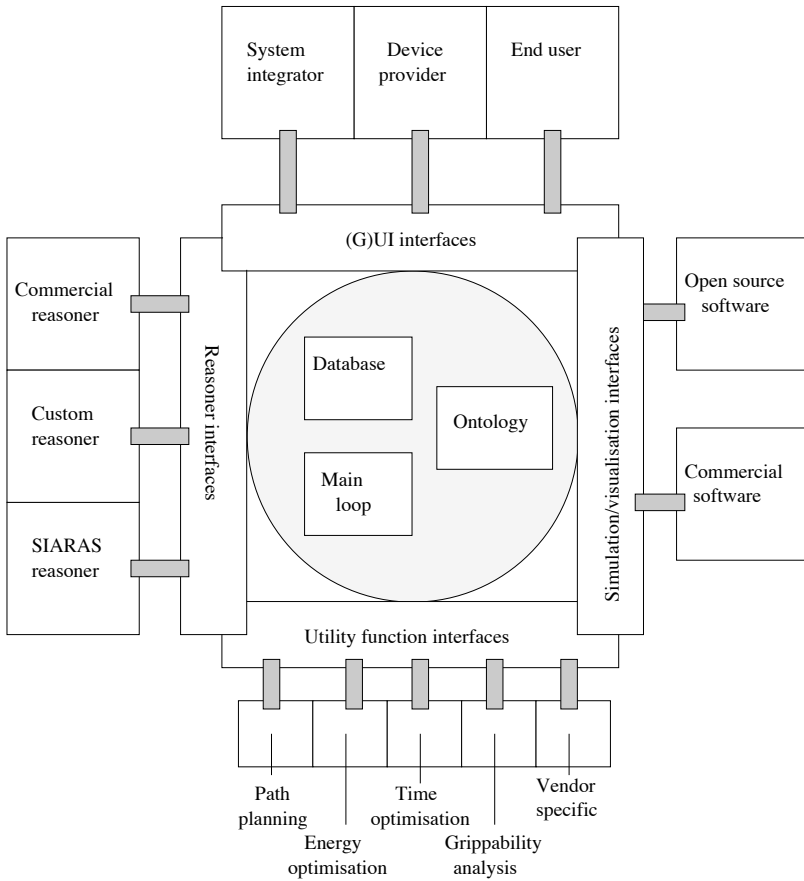 System
integrator
Device
provider
End user
(G)UI interfaces
Commercial
reasoner
Custom
reasoner
SIARAS
reasoner
Reasoner interfaces
Database
Main
loop
Ontology
Simulation/visualisation interfaces
Open source
software
Commercial
software
Utility function interfaces
Path
planning
Energy
optimisation
Time
optimisation
Grippability
analysis
Vendor
specific